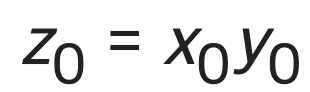 z₀ = x₀y₀